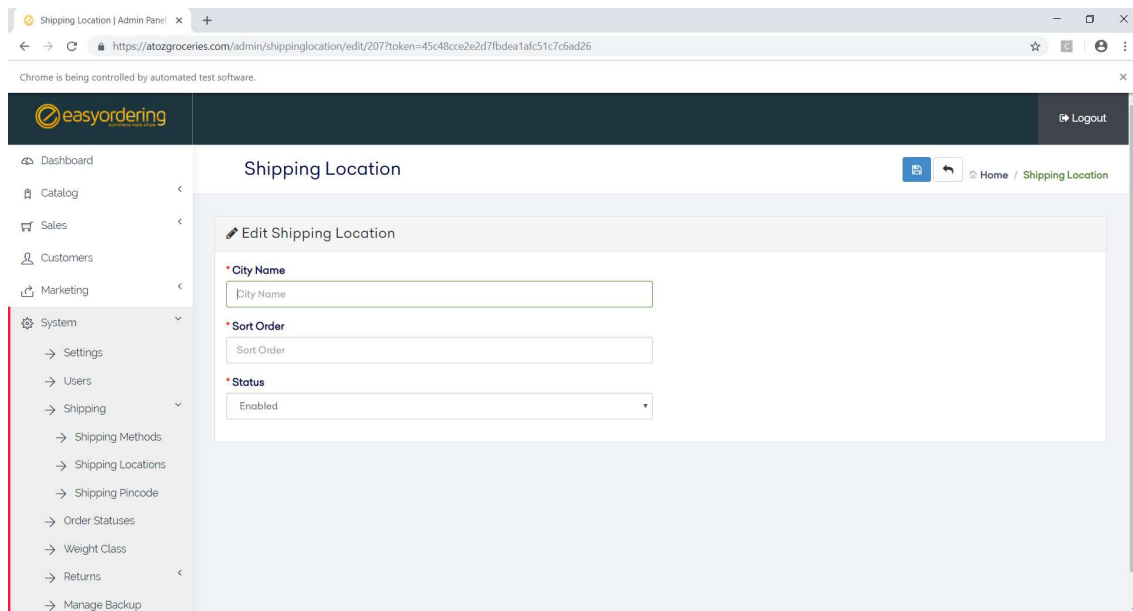 Shipping Location | Admin Panel
https://atozgroceries.com/admin/shippinglocation/edit/207?token=45c48cce2e2d7fbdea1afc51c7c6ad26
Chrome is being controlled by automated test software.
easyordering
Logout
Dashboard
Catalog
Sales
Customers
Marketing
System
Settings
Users
Shipping
Shipping Methods
Shipping Locations
Shipping Pincode
Order Statuses
Weight Class
Returns
Manage Backup
Shipping Location
Home / Shipping Location
Edit Shipping Location
* City Name
City Name
* Sort Order
Sort Order
* Status
Enabled